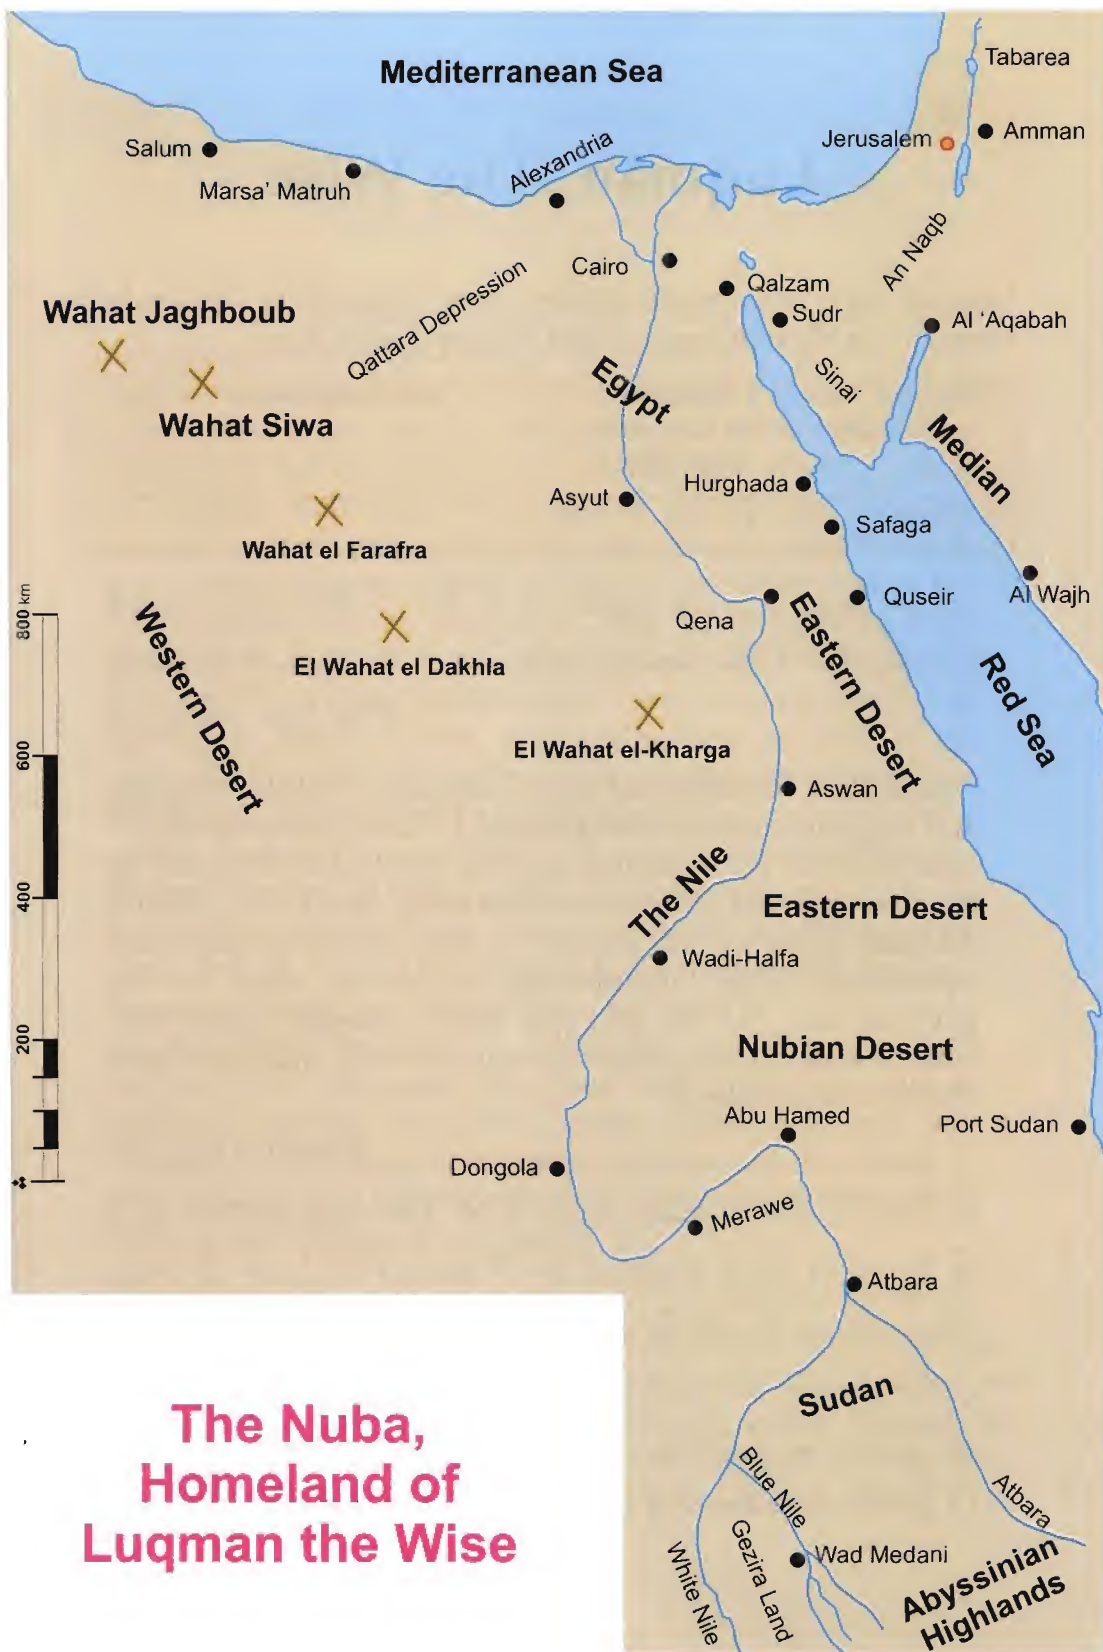 Mediterranean Sea
Tabarea
Jerusalem
Amman
Salum
Marsa' Matruh
Alexandria
An Naqb
Cairo
Qalzam
Sudr
Al 'Aqabah
Qattara Depression
Wahat Jaghboub
Wahat Siwa
Sinai
Egypt
Median
Asyut
Hurghada
Safaga
Wahat el Farafra
Al Wajh
Quseir
Qena
Eastern Desert
Red Sea
Western Desert
El Wahat el Dakhla
El Wahat el-Kharga
Aswan
800 km
600
400
200
The Nile
Eastern Desert
Wadi-Halfa
Nubian Desert
Abu Hamed
Port Sudan
Dongola
Merawe
Atbara
Sudan
Blue Nile
Atbara
White Nile
Gezira Land
Wad Medani
Abyssinian
Highlands
The Nuba,
Homeland of
Luqman the Wise